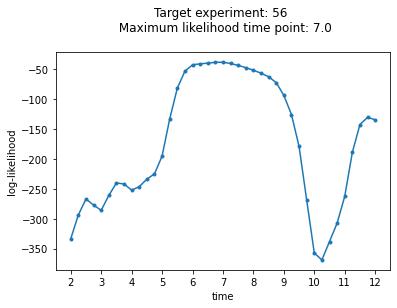 Target experiment: 56
Maximum likelihood time point: 7.0
log-likelihood
−50
−100
−150
−200
−250
−300
−350
2 3 4 5 6 7 8 9 10 11 12
time